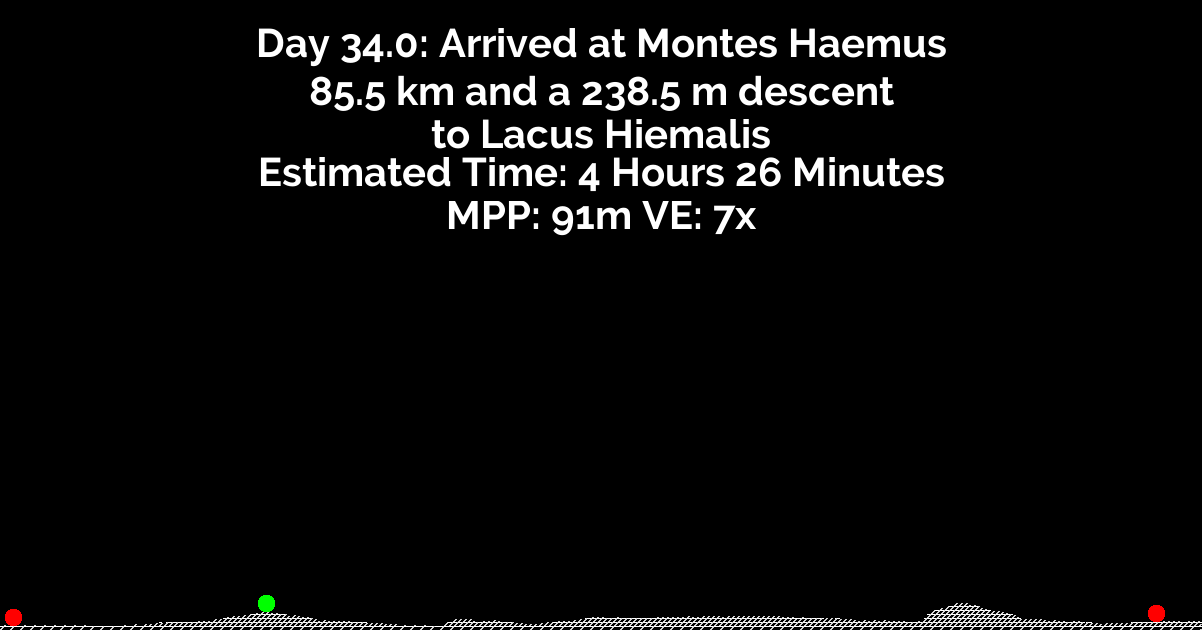 Day 34.0: Arrived at Montes Haemus
85.5 km and a 238.5 m descent
to Lacus Hiemalis
Estimated Time: 4 Hours 26 Minutes
MPP: 91m VE: 7x